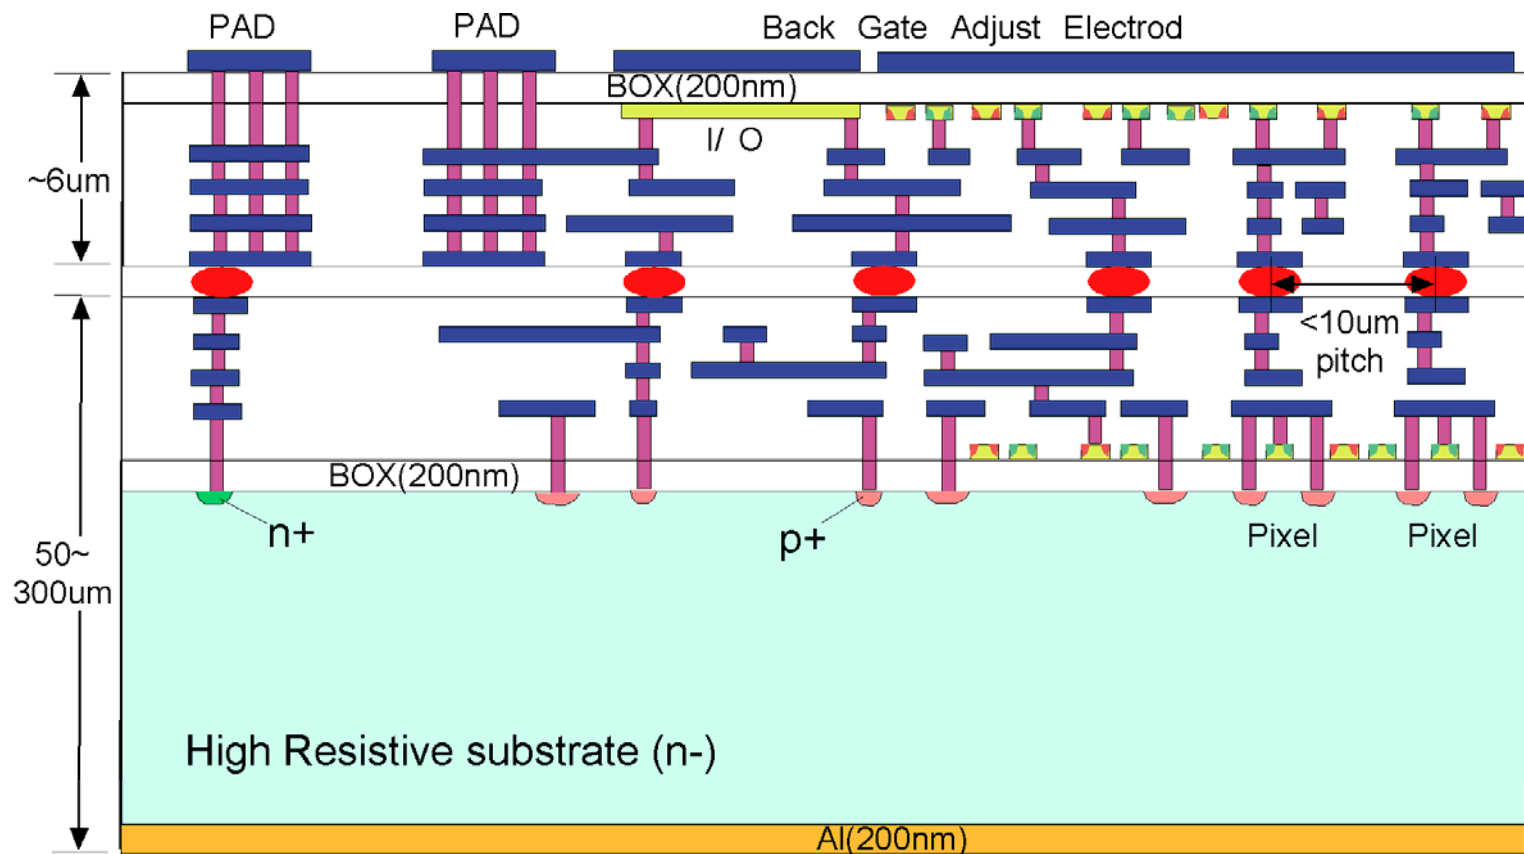 PAD
PAD
Back Gate Adjust Electrod
BOX(200nm)
I/ O
~6um
<10um
pitch
BOX(200nm)
n+
p+
Pixel
Pixel
50~
300um
High Resistive substrate (n-)
Al(200nm)